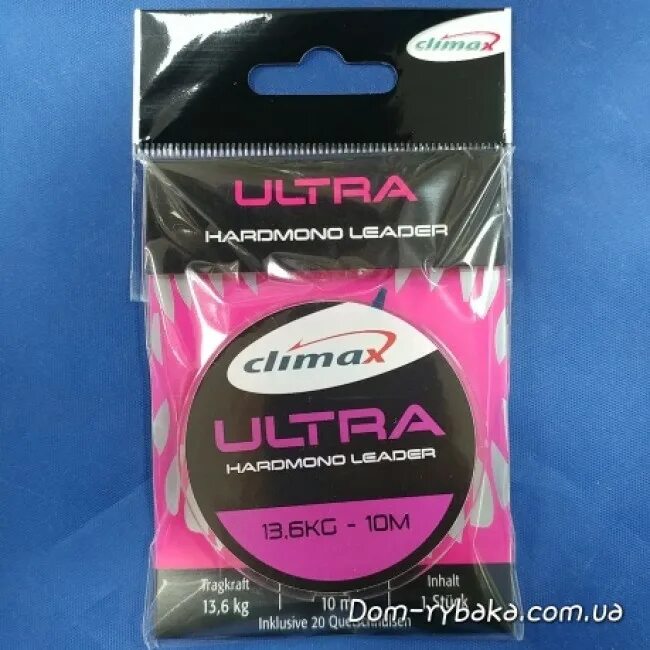 climax
ULTRA
HARDMONO LEADER
climax
ULTRA
HARDMONO LEADER
13.6KG - 10M
Tragkraft
13,6 kg
10 m
Inhalt
1 Stück
Inklusive 20 Quetschhülsen
Dom-rybaka.com.ua